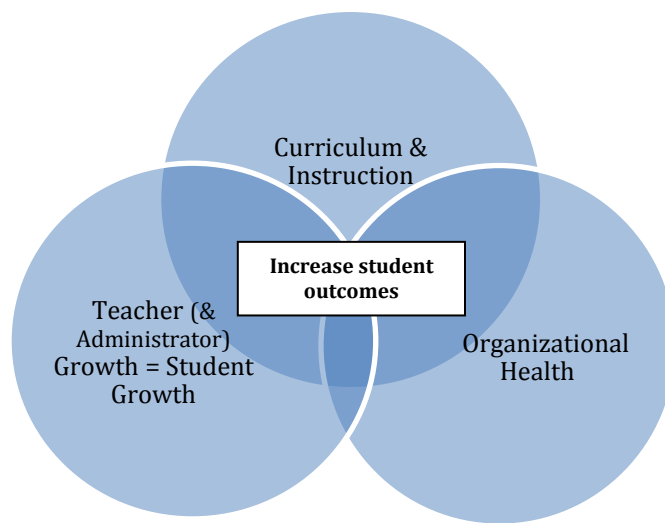 Curriculum &
Instruction
Increase student
outcomes
Teacher (&
Administrator)
Growth = Student
Growth
Organizational
Health